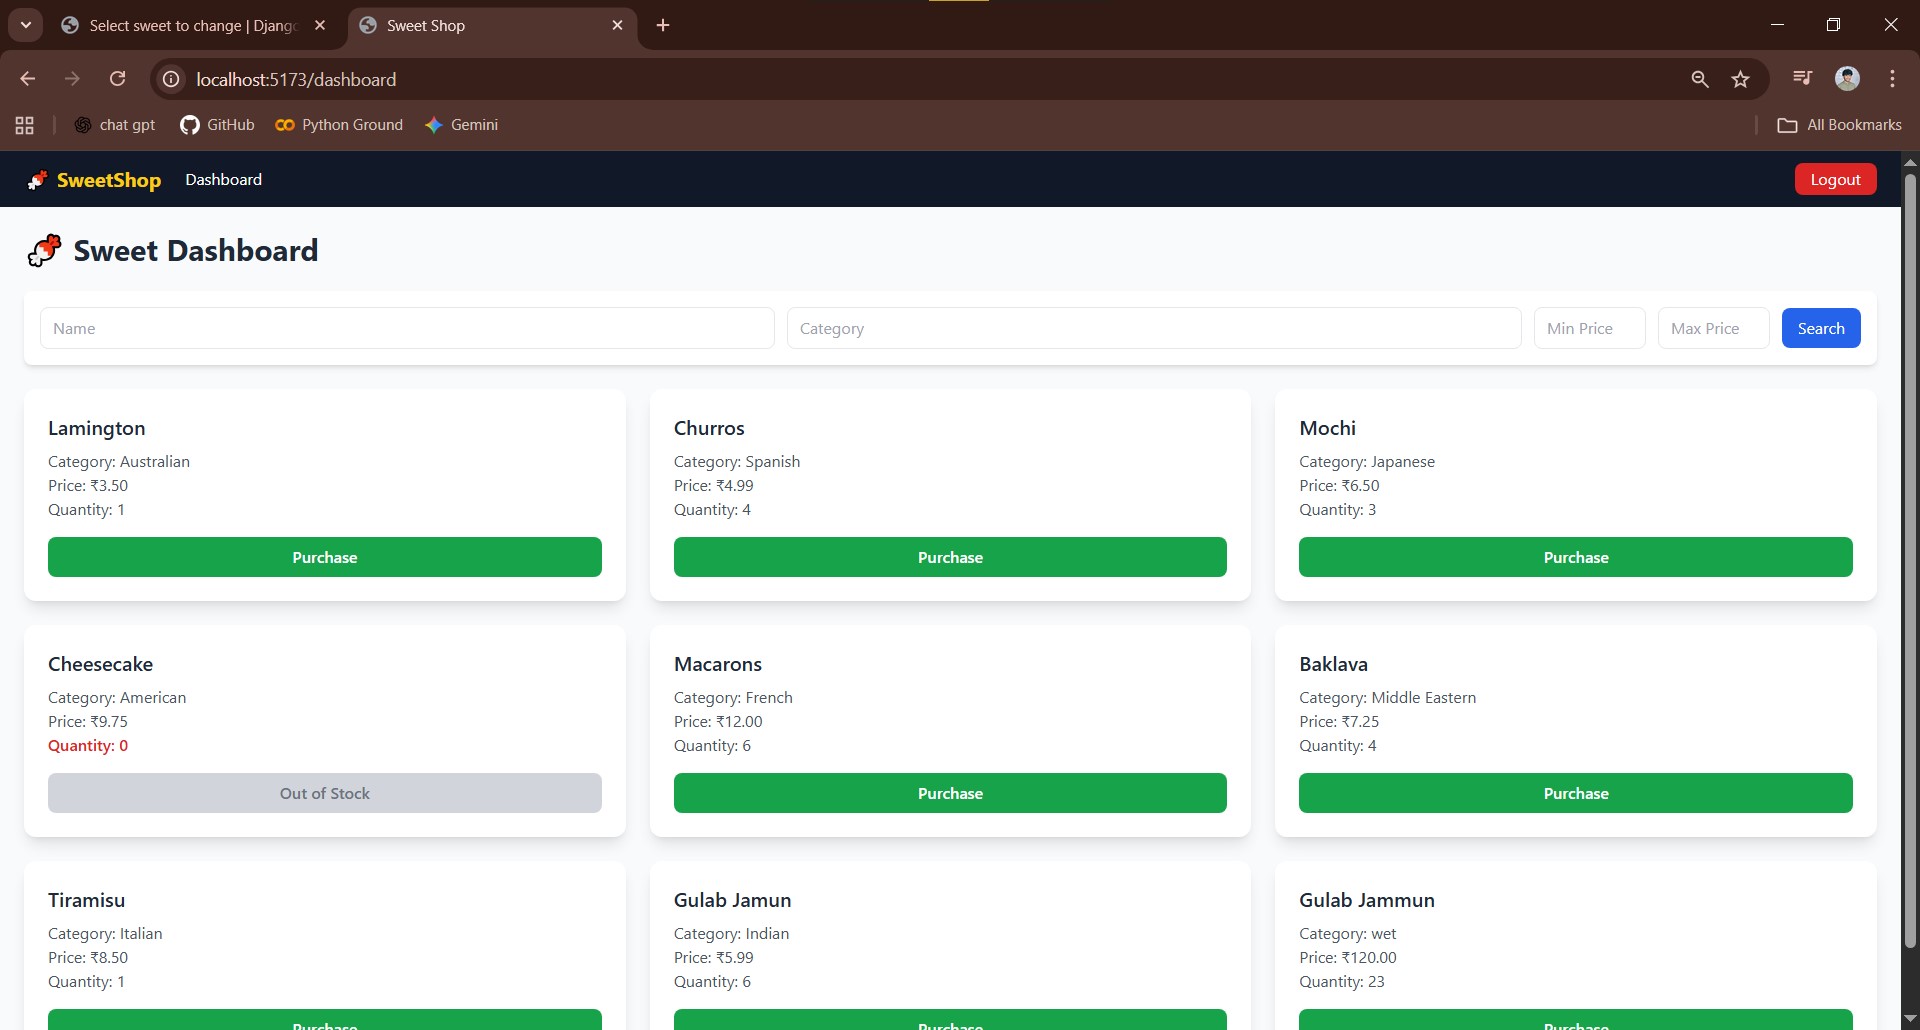 Select sweet to change | Djang
Sweet Shop
localhost:5173/dashboard
chat gpt
GitHub
Python Ground
Gemini
All Bookmarks
SweetShop
Dashboard
Logout
Sweet Dashboard
Name
Category
Min Price
Max Price
Search
Lamington
Category: Australian
Price: ₹3.50
Quantity: 1
Purchase
Churros
Category: Spanish
Price: ₹4.99
Quantity: 4
Purchase
Mochi
Category: Japanese
Price: ₹6.50
Quantity: 3
Purchase
Cheesecake
Category: American
Price: ₹9.75
Quantity: 0
Out of Stock
Macarons
Category: French
Price: ₹12.00
Quantity: 6
Purchase
Baklava
Category: Middle Eastern
Price: ₹7.25
Quantity: 4
Purchase
Tiramisu
Category: Italian
Price: ₹8.50
Quantity: 1
Purchase
Gulab Jamun
Category: Indian
Price: ₹5.99
Quantity: 6
Purchase
Gulab Jammun
Category: wet
Price: ₹120.00
Quantity: 23
Purchase